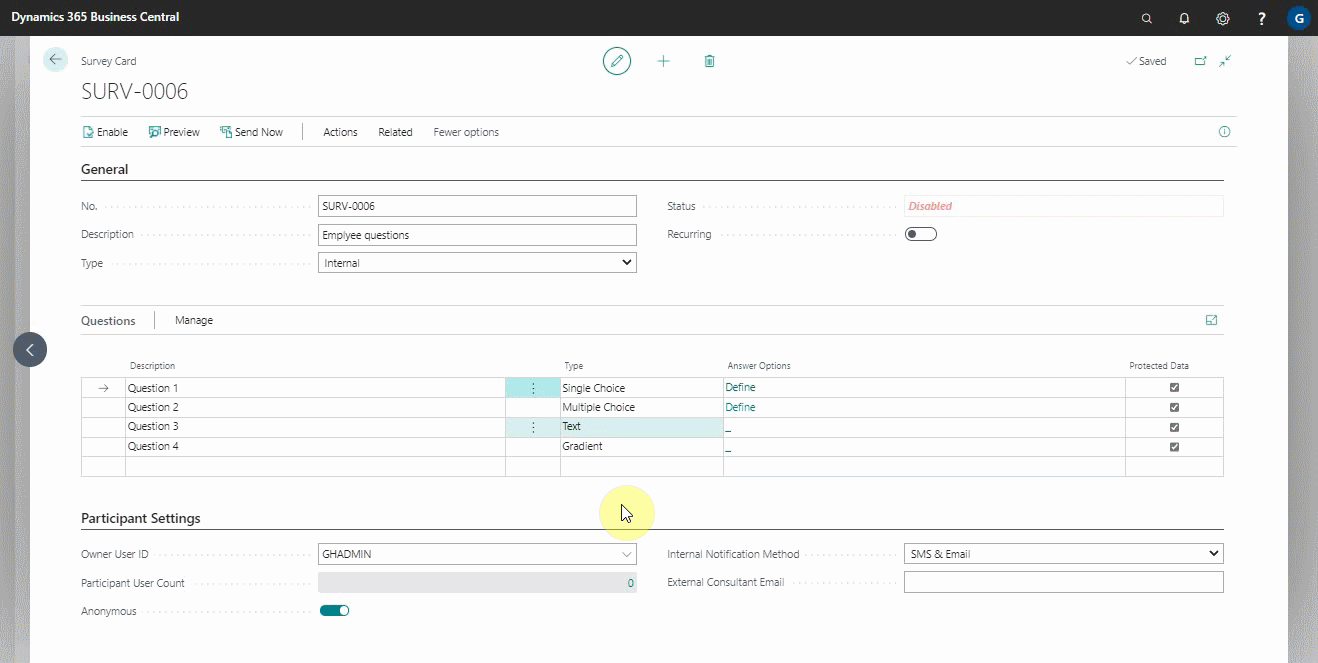 Dynamics 365 Business Central
? G
Survey Card
Saved
SURV-0006
Enable Preview Send Now Actions Related Fewer options
General
No. SURV-0006 Status Disabled
Description Emplyee questions Recurring
Type Internal
Questions Manage
Description Type Answer Options Protected Data
Question 1 Single Choice Define
Question 2 Multiple Choice Define
Question 3 Text _
Question 4 Gradient _
Participant Settings
Owner User ID GHADMIN Internal Notification Method SMS & Email
Participant User Count 0 External Consultant Email
Anonymous